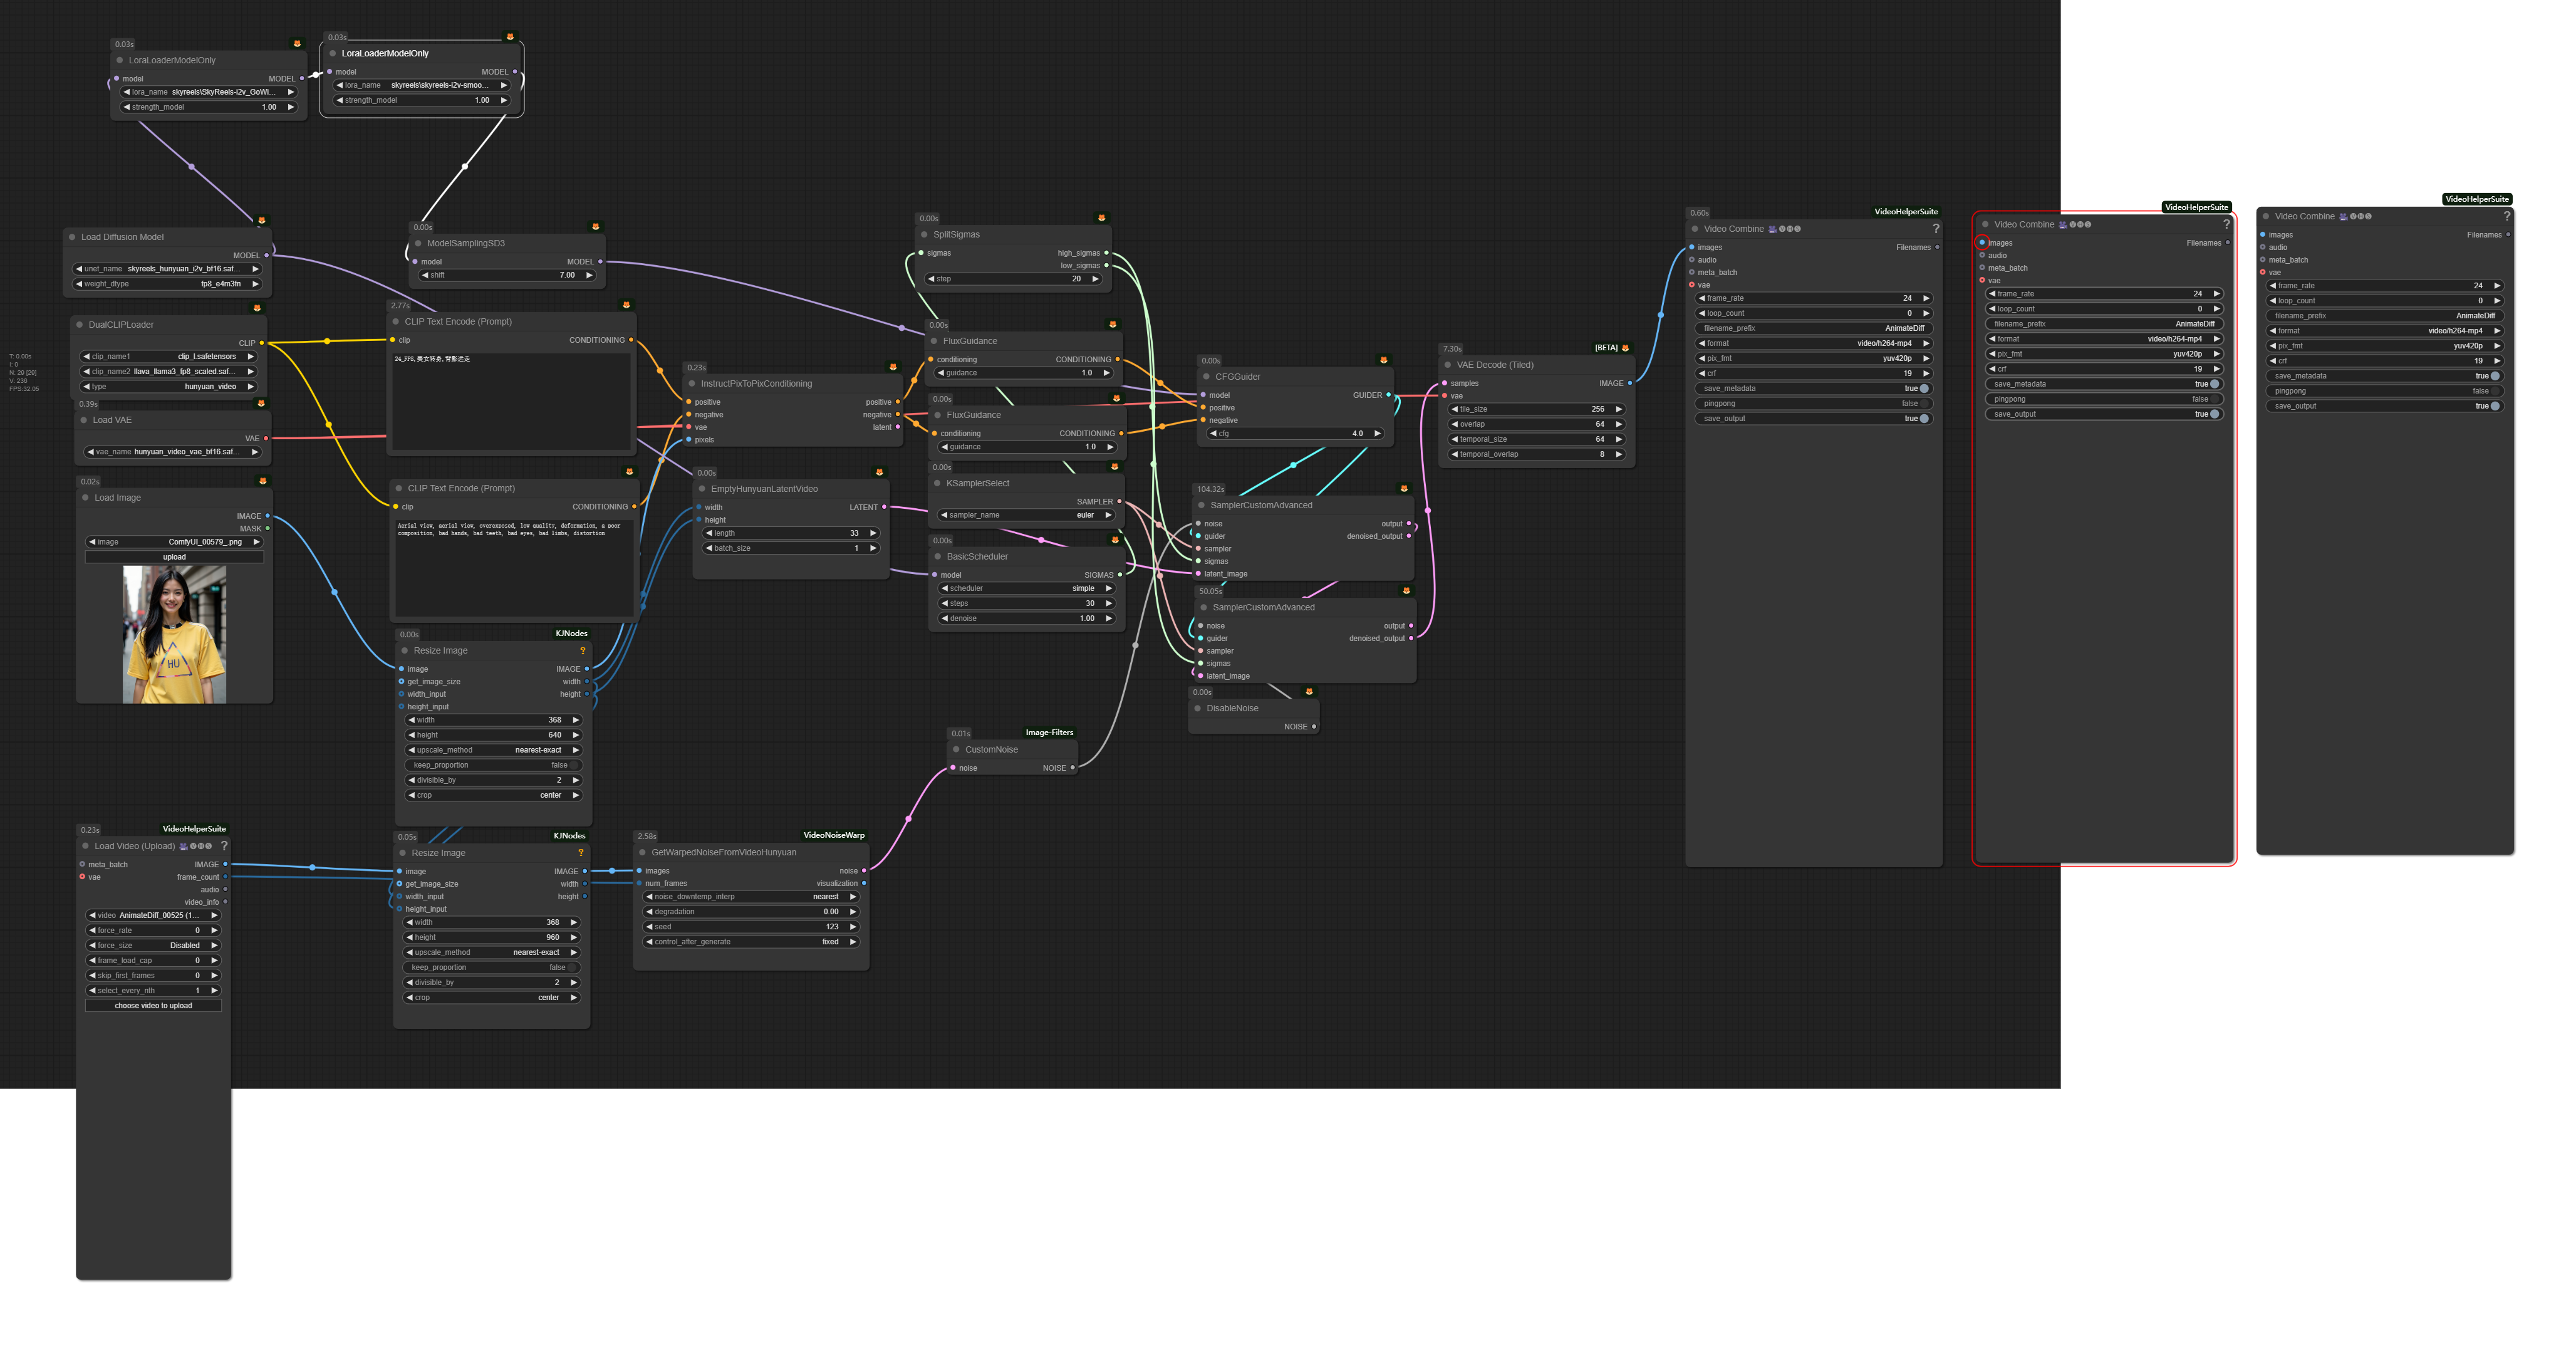 0.03s
LoraLoaderModelOnly
model MODEL
lora_name skyreels\SkyReels-i2v_GoWi...
strength_model 1.00
0.03s
LoraLoaderModelOnly
model MODEL
lora_name skyreels\skyreels-i2v-smoo...
strength_model 1.00
Load Diffusion Model
MODEL
unet_name skyreels_hunyuan_i2v_bf16.saf...
weight_dtype fp8_e4m3fn
0.00s
ModelSamplingSD3
model MODEL
shift 7.00
DualCLIPLoader
CLIP
clip_name1 clip_l.safetensors
clip_name2 llava_llama3_fp8_scaled.saf...
type hunyuan_video
T: 0.00s
I: 0
N: 29 [29]
V: 236
FPS:32.05
0.39s
Load VAE
VAE
vae_name hunyuan_video_vae_bf16.saf...
0.02s
Load Image
IMAGE
MASK
image ComfyUI_00579_.png
upload
HU
2.77s
CLIP Text Encode (Prompt)
clip CONDITIONING
24_FPS,美女转身,背影远走
CLIP Text Encode (Prompt)
clip CONDITIONING
Aerial view, aerial view, overexposed, low quality, deformation, a poor
composition, bad hands, bad teeth, bad eyes, bad limbs, distortion
0.00s
KJNodes
Resize Image ?
image IMAGE
get_image_size width
width_input height
height_input
width 368
height 640
upscale_method nearest-exact
keep_proportion false
divisible_by 2
crop center
0.23s
InstructPixToPixConditioning
positive positive
negative negative
vae latent
pixels
0.00s
EmptyHunyuanLatentVideo
width LATENT
height
length 33
batch_size 1
0.00s
SplitSigmas
sigmas high_sigmas
low_sigmas
step 20
0.00s
FluxGuidance
conditioning CONDITIONING
guidance 1.0
0.00s
FluxGuidance
conditioning CONDITIONING
guidance 1.0
0.00s
KSamplerSelect
SAMPLER
sampler_name euler
0.00s
BasicScheduler
model SIGMAS
scheduler simple
steps 30
denoise 1.00
0.00s
CFGGuider
model GUIDER
positive
negative
cfg 4.0
104.32s
SamplerCustomAdvanced
noise output
guider denoised_output
sampler
sigmas
latent_image
50.05s
SamplerCustomAdvanced
noise output
guider denoised_output
sampler
sigmas
latent_image
0.00s
DisableNoise
NOISE
0.01s
Image-Filters
CustomNoise
noise NOISE
7.30s
[BETA]
VAE Decode (Tiled)
samples IMAGE
vae
tile_size 256
overlap 64
temporal_size 64
temporal_overlap 8
0.60s
VideoHelperSuite
Video Combine VHS ?
images Filenames
audio
meta_batch
vae
frame_rate 24
loop_count 0
filename_prefix AnimateDiff
format video/h264-mp4
pix_fmt yuv420p
crf 19
save_metadata true
pingpong false
save_output true
VideoHelperSuite
Video Combine VHS ?
images Filenames
audio
meta_batch
vae
frame_rate 24
loop_count 0
filename_prefix AnimateDiff
format video/h264-mp4
pix_fmt yuv420p
crf 19
save_metadata true
pingpong false
save_output true
VideoHelperSuite
Video Combine VHS ?
images Filenames
audio
meta_batch
vae
frame_rate 24
loop_count 0
filename_prefix AnimateDiff
format video/h264-mp4
pix_fmt yuv420p
crf 19
save_metadata true
pingpong false
save_output true
0.23s
VideoHelperSuite
Load Video (Upload) VHS ?
meta_batch IMAGE
vae frame_count
audio
video_info
video AnimateDiff_00525 (1...
force_rate 0
force_size Disabled
frame_load_cap 0
skip_first_frames 0
select_every_nth 1
choose video to upload
0.05s
KJNodes
Resize Image ?
image IMAGE
get_image_size width
width_input height
height_input
width 368
height 960
upscale_method nearest-exact
keep_proportion false
divisible_by 2
crop center
2.58s
VideoNoiseWarp
GetWarpedNoiseFromVideoHunyuan
images noise
num_frames visualization
noise_downtemp_interp nearest
degradation 0.00
seed 123
control_after_generate fixed